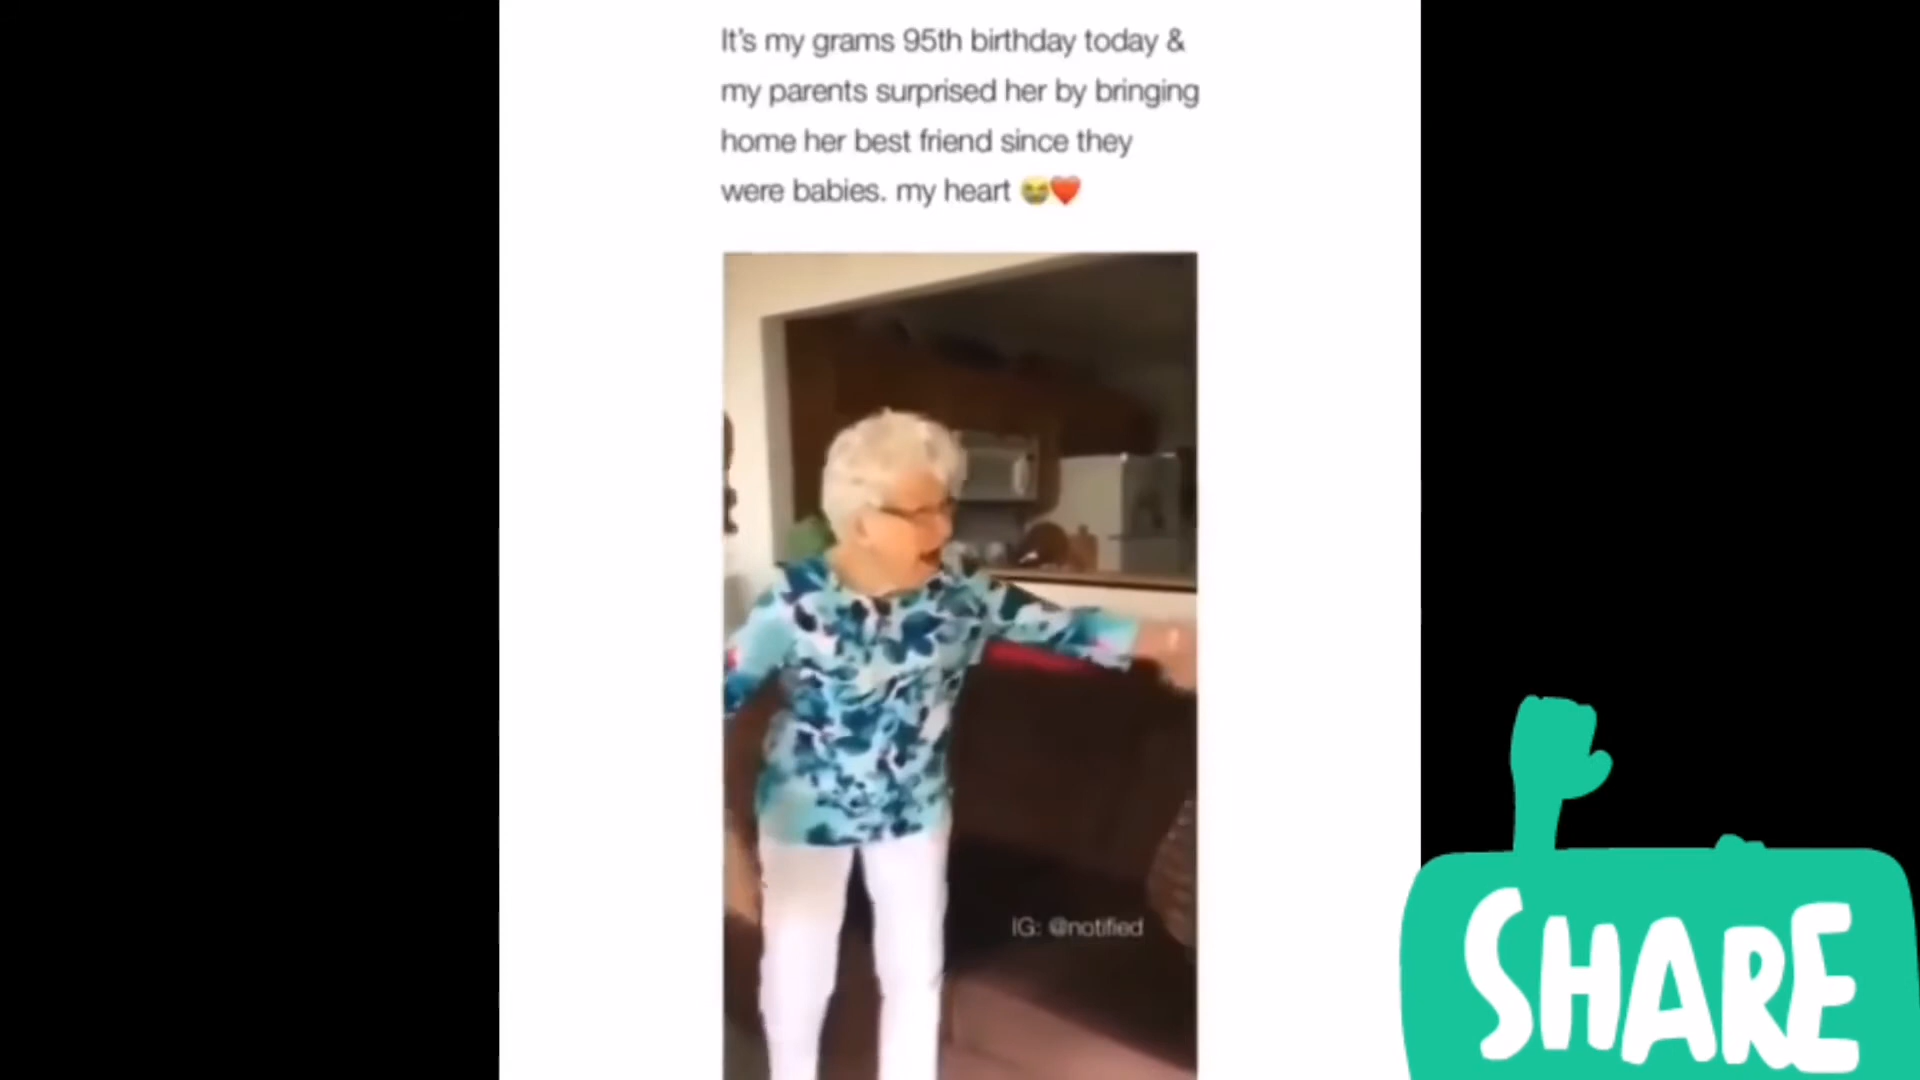 It's my grams 95th birthday today &
my parents surprised her by bringing
home her best friend since they
were babies. my heart 😭❤️
IG: @notified
SHARE